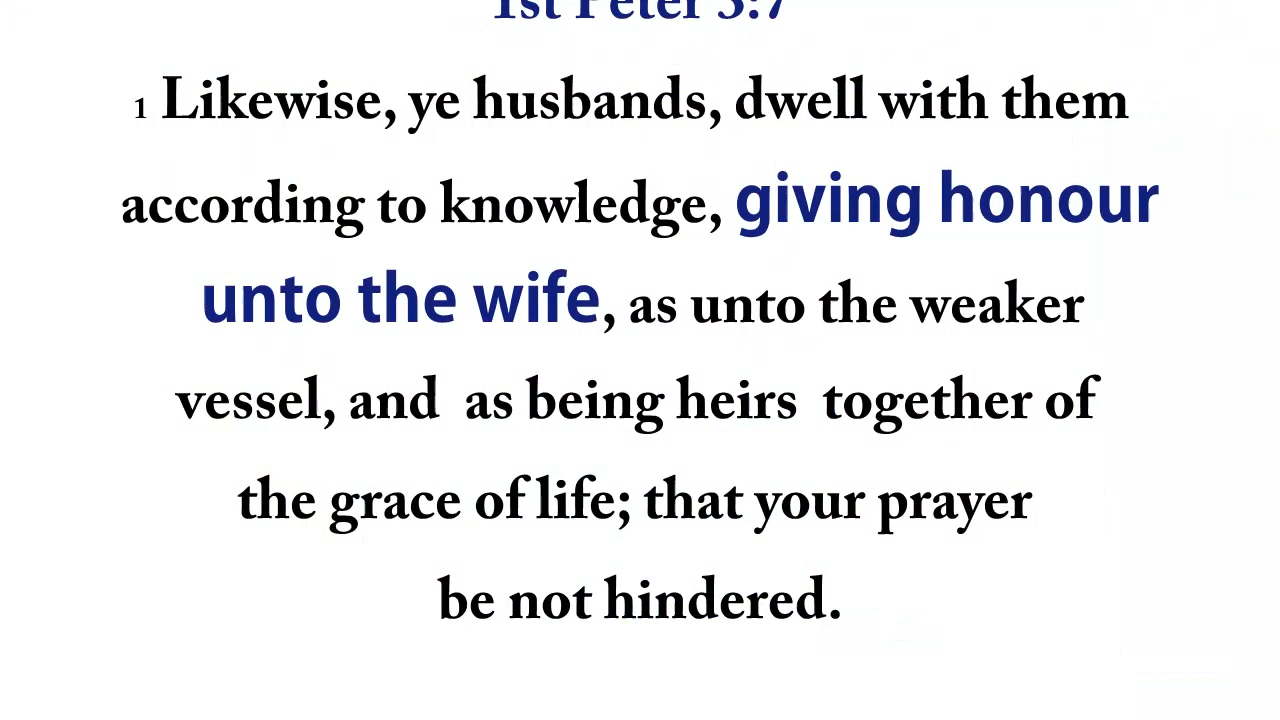 1st Peter 3:7
1 Likewise, ye husbands, dwell with them
according to knowledge, giving honour
unto the wife, as unto the weaker
vessel, and as being heirs together of
the grace of life; that your prayer
be not hindered.